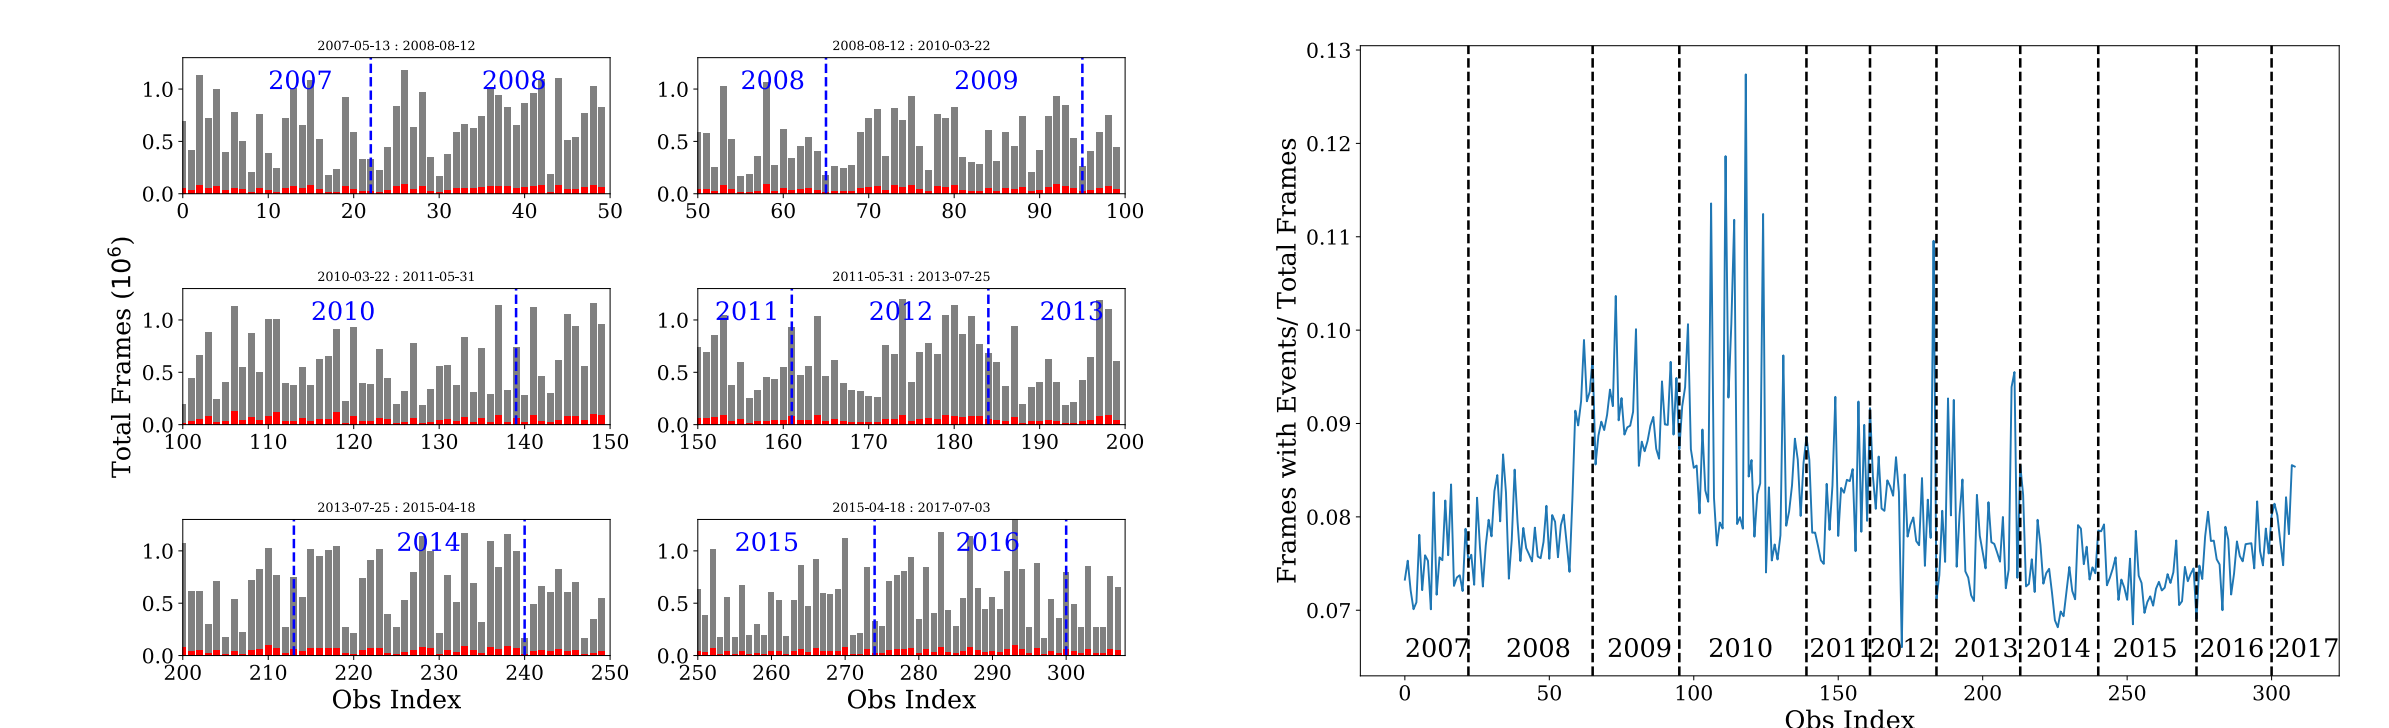 2007-05-13 : 2008-08-12
2007 2008
1.0
0.5
0.0
0 10 20 30 40 50
2008-08-12 : 2010-03-22
2008 2009
1.0
0.5
0.0
50 60 70 80 90 100
Total Frames (10⁶)
2010-03-22 : 2011-05-31
2010
1.0
0.5
0.0
100 110 120 130 140 150
2011-05-31 : 2013-07-25
2011 2012 2013
1.0
0.5
0.0
150 160 170 180 190 200
2013-07-25 : 2015-04-18
2014
1.0
0.5
0.0
200 210 220 230 240 250
Obs Index
2015-04-18 : 2017-07-03
2015 2016
1.0
0.5
0.0
250 260 270 280 290 300
Obs Index
Frames with Events/ Total Frames
0.13
0.12
0.11
0.10
0.09
0.08
0.07
2007 2008 2009 2010 2011 2012 2013 2014 2015 2016 2017
0 50 100 150 200 250 300
Obs Index